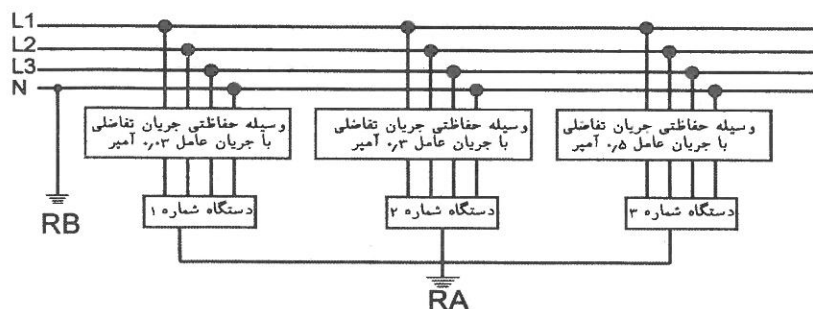 L1
L2
L3
N
وسیله حفاظتی جریان تفاضلی
با جریان عامل ۰٫۰۳ آمپر
وسیله حفاظتی جریان تفاضلی
با جریان عامل ۰٫۳ آمپر
وسیله حفاظتی جریان تفاضلی
با جریان عامل ۰٫۵ آمپر
دستگاه شماره ۱
دستگاه شماره ۲
دستگاه شماره ۳
RB
RA